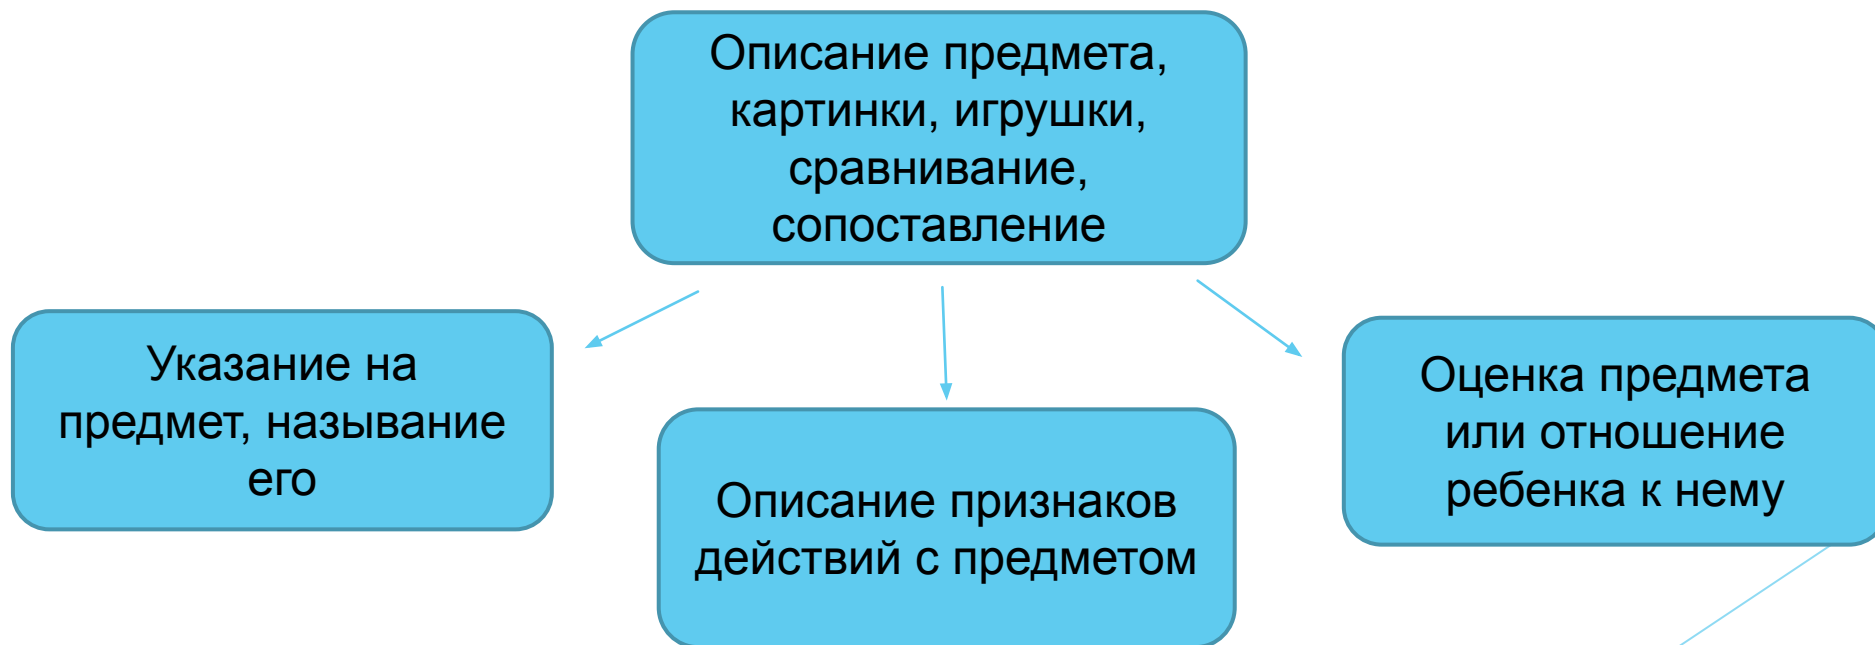 Описание предмета,
картинки, игрушки,
сравнивание,
сопоставление
Указание на
предмет, называние
его
Описание признаков
действий с предметом
Оценка предмета
или отношение
ребенка к нему